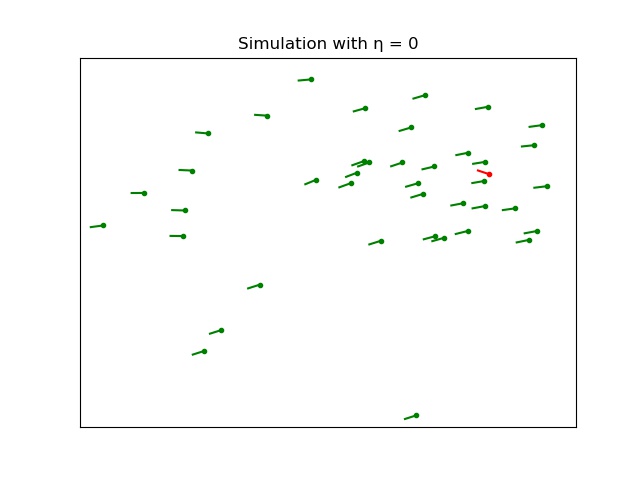 Simulation with η = 0